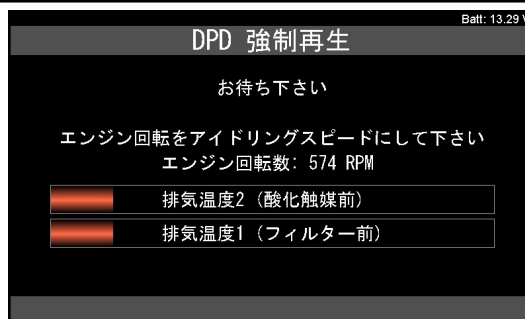 Batt: 13.29 V
DPD 強制再生
お待ち下さい
エンジン回転をアイドリングスピードにして下さい
エンジン回転数: 574 RPM
排気温度2 (酸化触媒前)
排気温度1 (フィルター前)